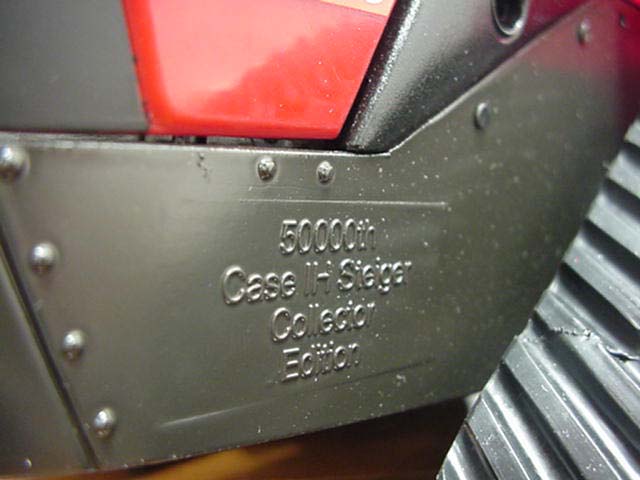 50000th
Case IH Steiger
Collector
Edition